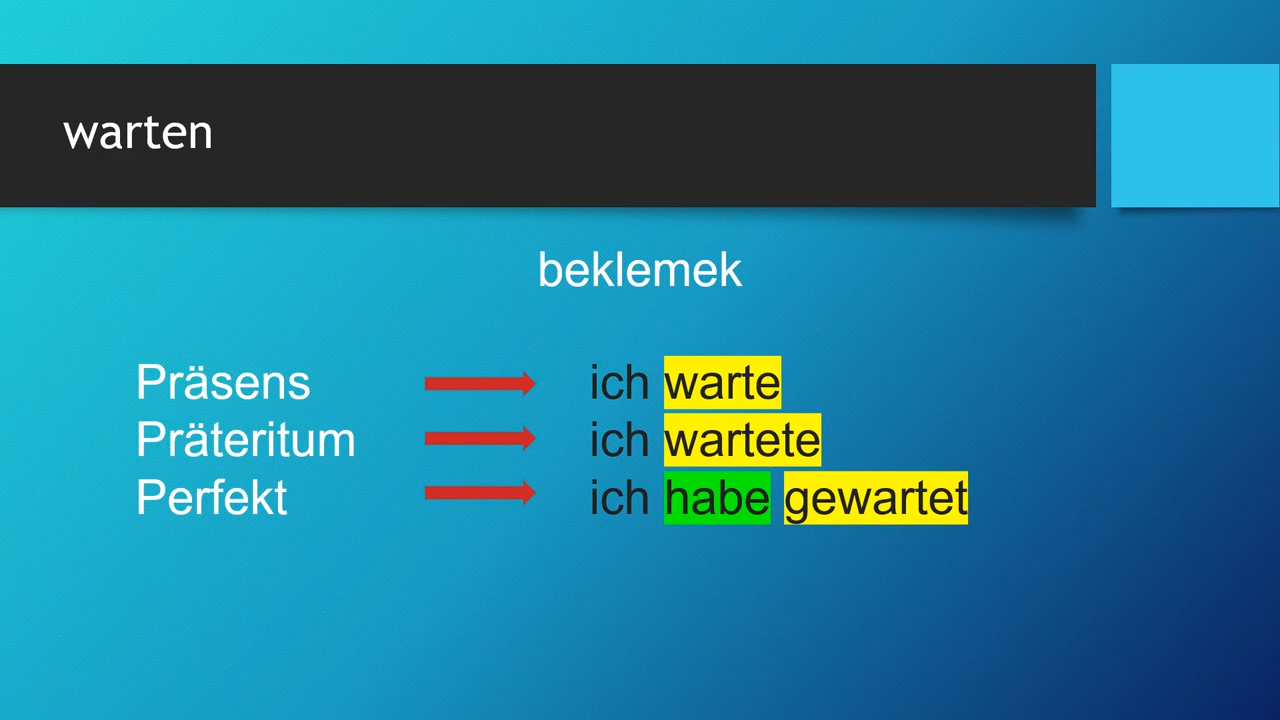 warten
beklemek
Präsens ich warte
Präteritum ich wartete
Perfekt ich habe gewartet